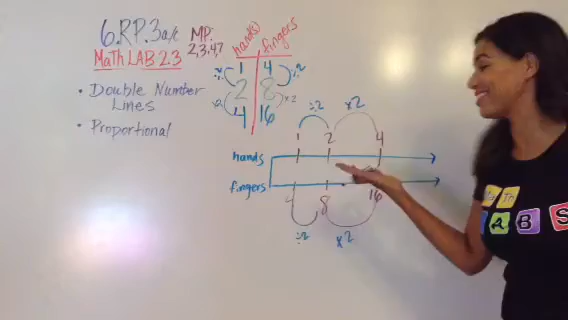 6.RP.3a/c
MP:
2,3,4,7
Math LAB 2.3
• Double Number
Lines
• Proportional
hands fingers
÷2 1 4 ÷2
2 8
x2 x2
4 16
÷2 x2
1 2 4
hands
fingers
4 8 16
÷2 x2
LABS